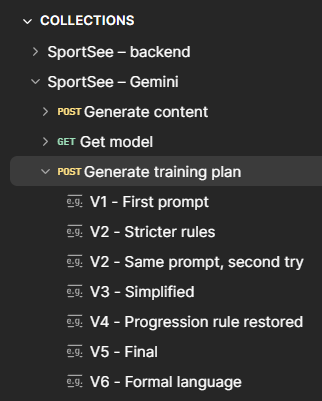 COLLECTIONS
SportSee – backend
SportSee – Gemini
POST Generate content
GET Get model
POST Generate training plan
e.g. V1 - First prompt
e.g. V2 - Stricter rules
e.g. V2 - Same prompt, second try
e.g. V3 - Simplified
e.g. V4 - Progression rule restored
e.g. V5 - Final
e.g. V6 - Formal language